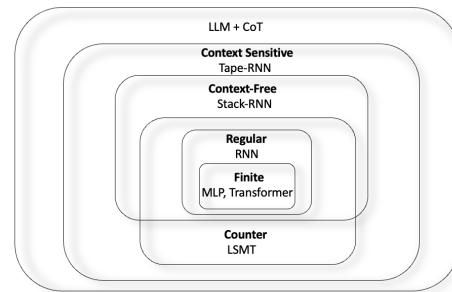 LLM + CoT
Context Sensitive
Tape-RNN
Context-Free
Stack-RNN
Regular
RNN
Finite
MLP, Transformer
Counter
LSMT